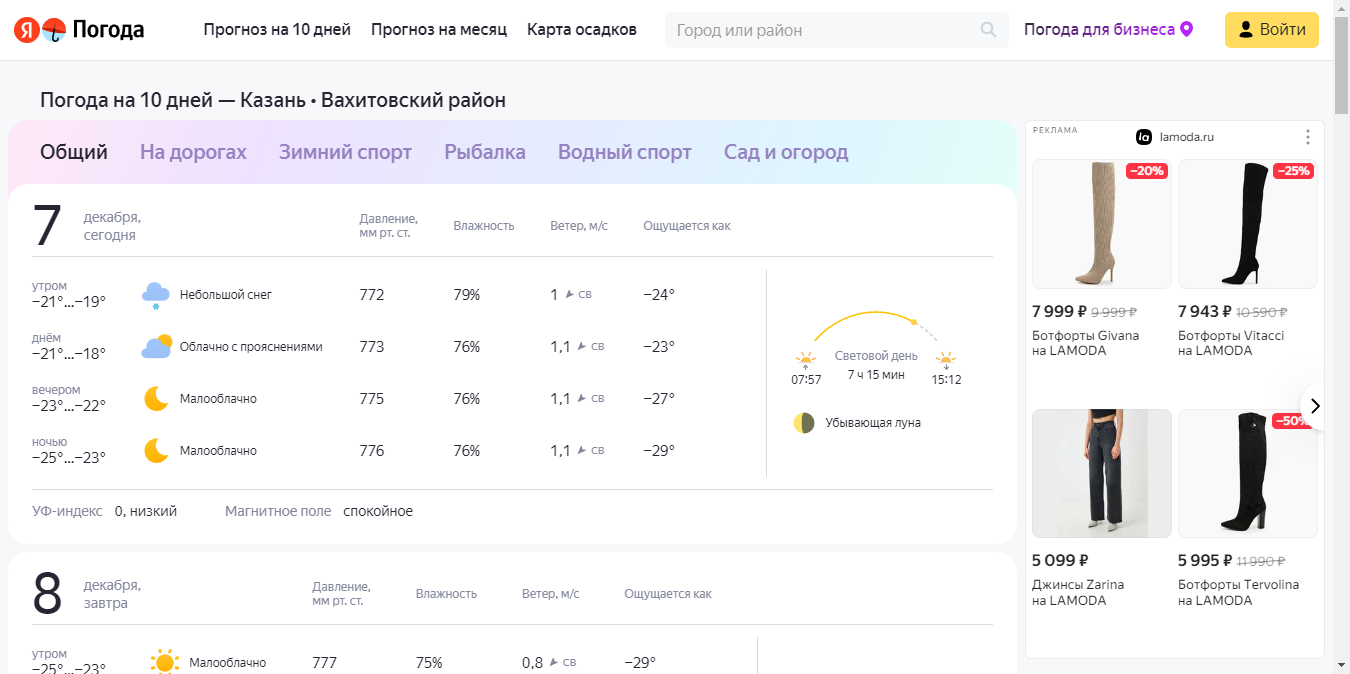 Я Погода
Прогноз на 10 дней
Прогноз на месяц
Карта осадков
Город или район
Погода для бизнеса
Войти
Погода на 10 дней — Казань • Вахитовский район
Общий
На дорогах
Зимний спорт
Рыбалка
Водный спорт
Сад и огород
7
декабря,
сегодня
Давление,
мм рт. ст.
Влажность
Ветер, м/с
Ощущается как
утром
−21°...−19°
Небольшой снег
772
79%
1 СВ
−24°
днём
−21°...−18°
Облачно с прояснениями
773
76%
1,1 СВ
−23°
вечером
−23°...−22°
Малооблачно
775
76%
1,1 СВ
−27°
ночью
−25°...−23°
Малооблачно
776
76%
1,1 СВ
−29°
Световой день
7 ч 15 мин
07:57
15:12
Убывающая луна
УФ-индекс 0, низкий
Магнитное поле спокойное
8
декабря,
завтра
Давление,
мм рт. ст.
Влажность
Ветер, м/с
Ощущается как
утром
−25°...−23°
Малооблачно
777
75%
0,8 СВ
−29°
РЕКЛАМА
la lamoda.ru
−20%
7 999 ₽ 9 999 ₽
Ботфорты Givana
на LAMODA
−25%
7 943 ₽ 10 590 ₽
Ботфорты Vitacci
на LAMODA
5 099 ₽
Джинсы Zarina
на LAMODA
−50%
5 995 ₽ 11 990 ₽
Ботфорты Tervolina
на LAMODA